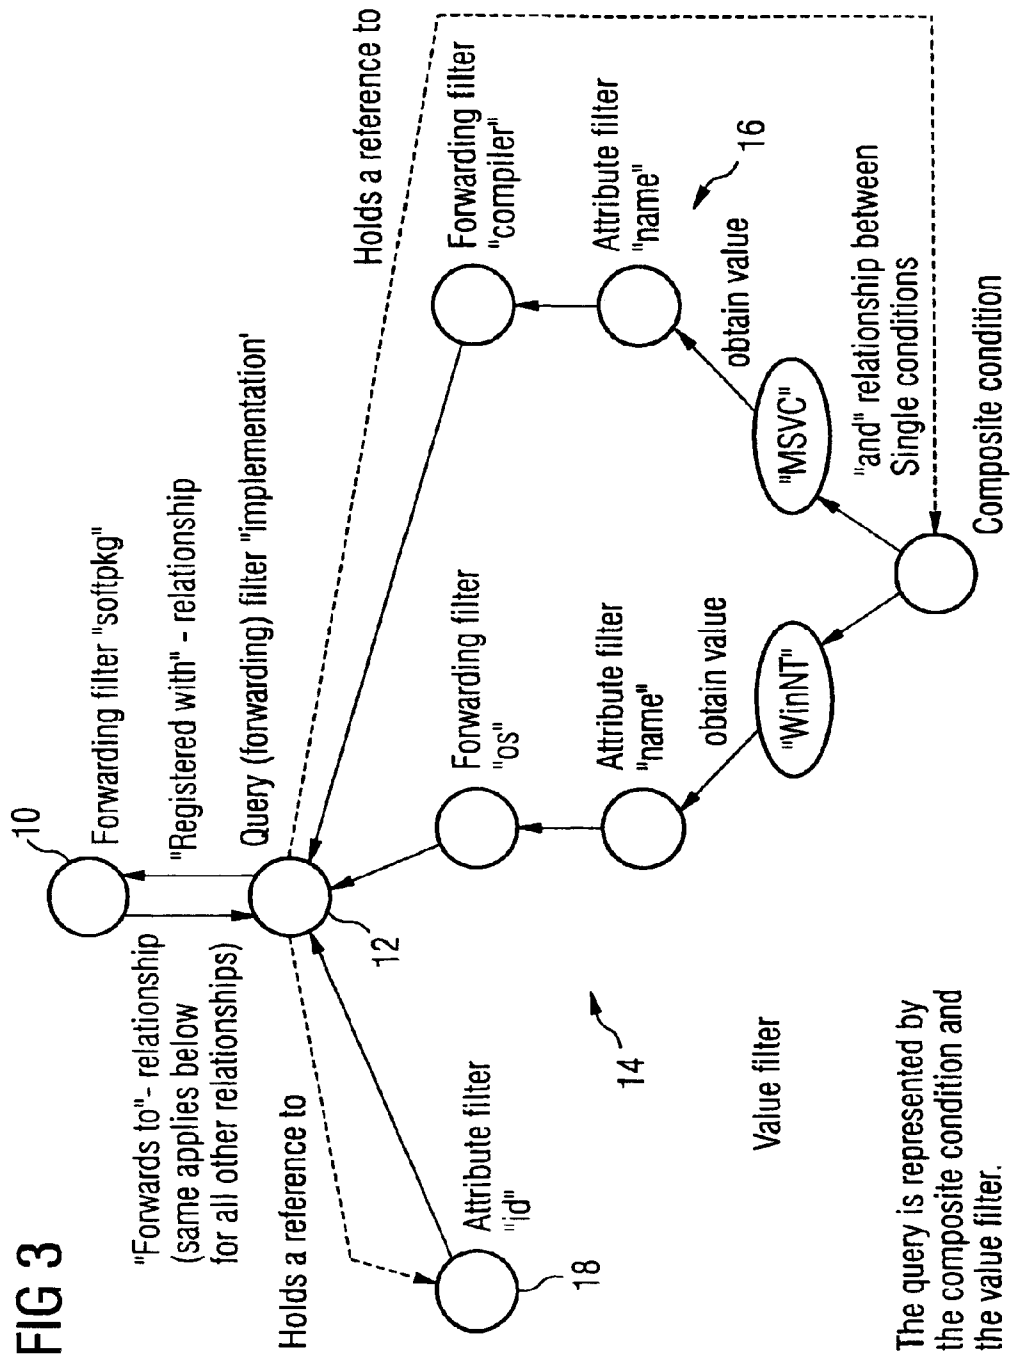 FIG 3
10
Forwarding filter "softpkg"
"Forwards to"- relationship
(same applies below
for all other relationships)
"Registered with" - relationship
Query (forwarding) filter "implementation'
Holds a reference to
Holds a reference to
12
Attribute filter
"id"
18
Forwarding filter
"os"
Forwarding filter
"compiler"
14
Attribute filter
"name"
Attribute filter
"name"
16
Value filter
obtain value
obtain value
"WinNT"
"MSVC"
"and" relationship between
Single conditions
Composite condition
The query is represented by
the composite condition and
the value filter.